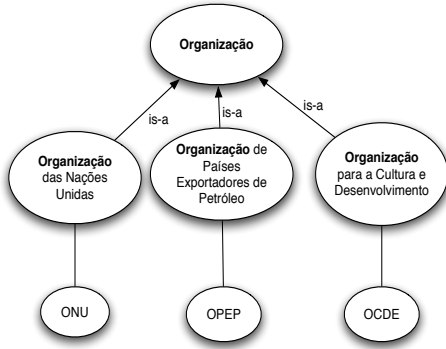 Organização
is-a
is-a
is-a
Organização
das Nações
Unidas
Organização de
Países
Exportadores de
Petróleo
Organização
para a Cultura e
Desenvolvimento
ONU
OPEP
OCDE